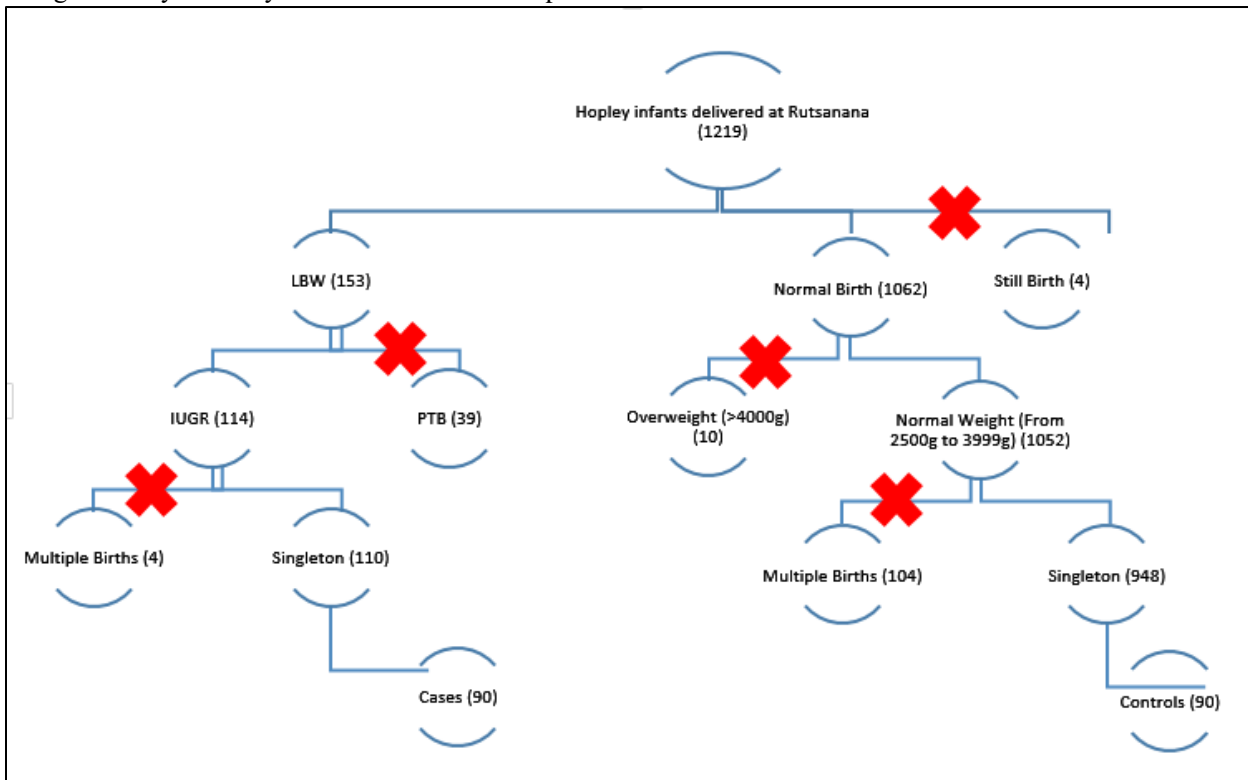 Hopley infants delivered at Rutsanana
(1219)
LBW (153)
Normal Birth (1062)
Still Birth (4)
IUGR (114)
PTB (39)
Overweight (>4000g)
(10)
Normal Weight (From
2500g to 3999g) (1052)
Multiple Births (4)
Singleton (110)
Multiple Births (104)
Singleton (948)
Cases (90)
Controls (90)